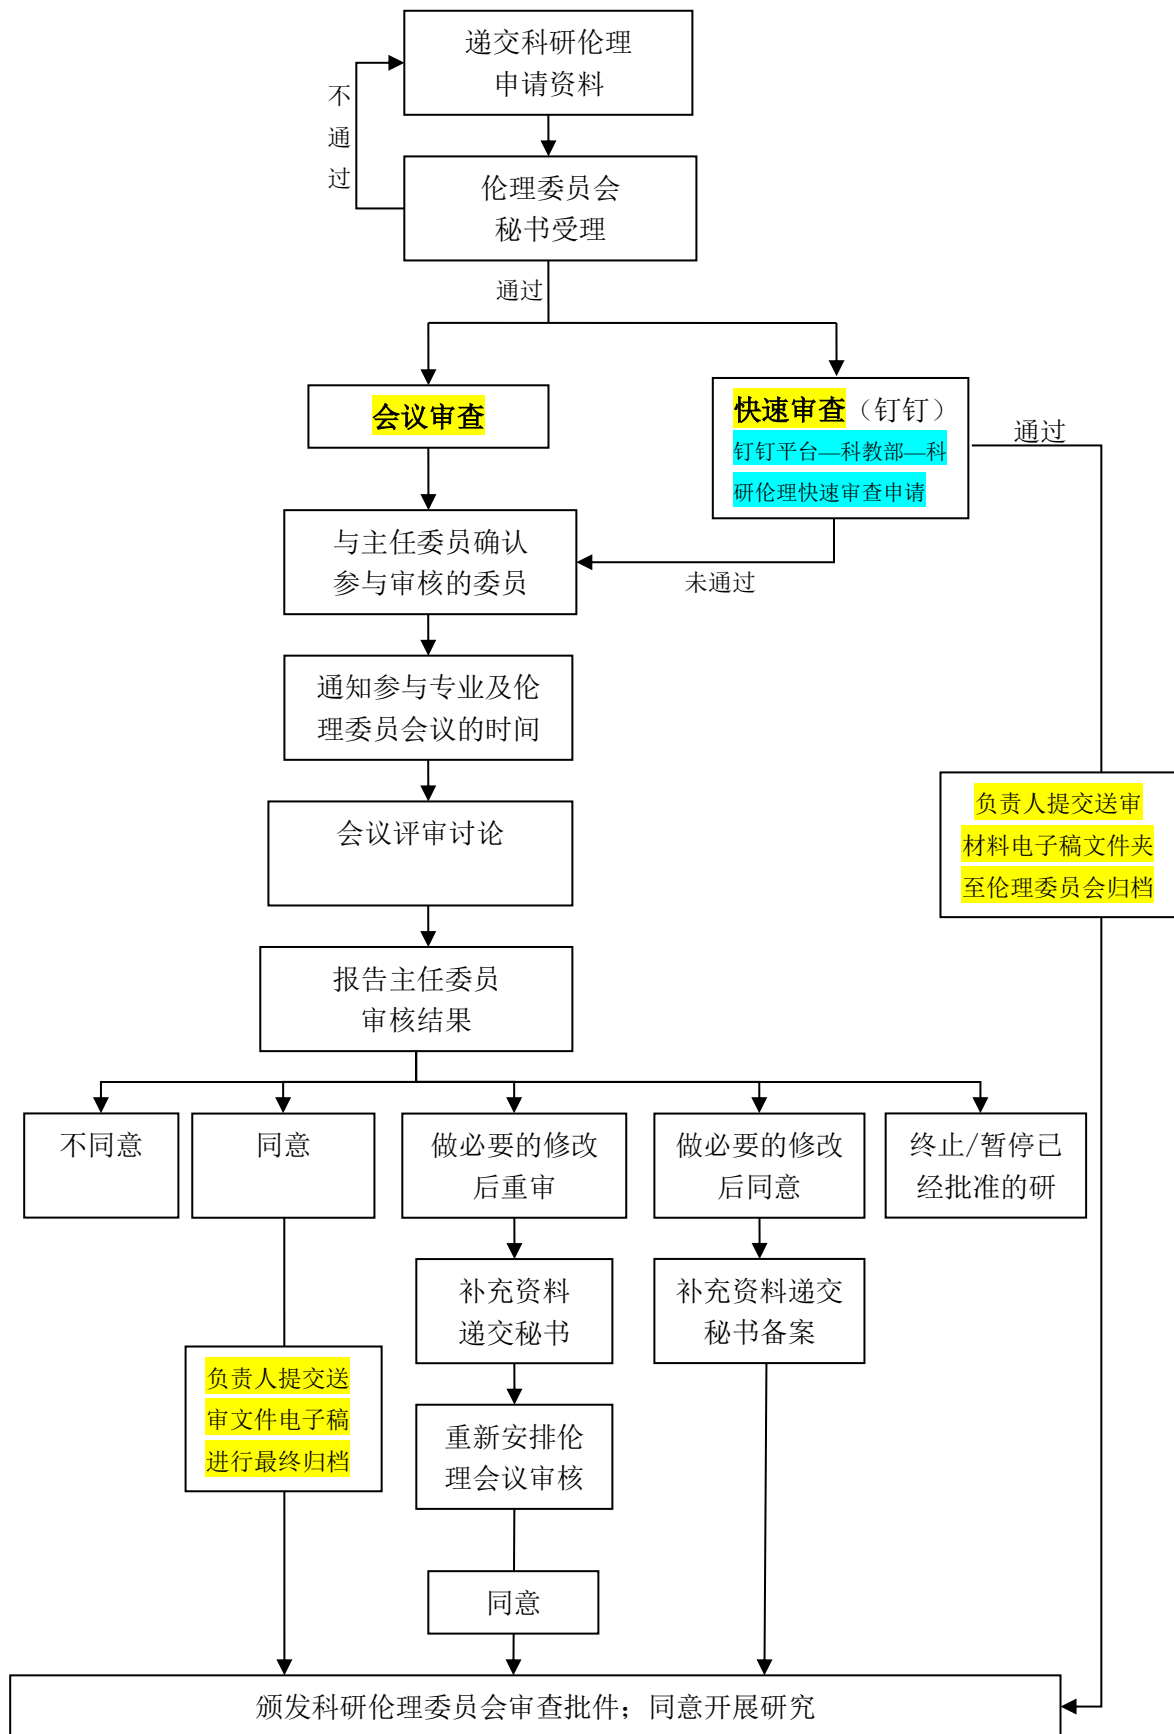 递交科研伦理
申请资料
不
通
过
伦理委员会
秘书受理
通过
会议审查
快速审查（钉钉）
钉钉平台—科教部—科
研伦理快速审查申请
通过
与主任委员确认
参与审核的委员
未通过
通知参与专业及伦
理委员会议的时间
会议评审讨论
负责人提交送审
材料电子稿文件夹
至伦理委员会归档
报告主任委员
审核结果
不同意
同意
做必要的修改
后重审
做必要的修改
后同意
终止/暂停已
经批准的研
补充资料
递交秘书
补充资料递交
秘书备案
负责人提交送
审文件电子稿
进行最终归档
重新安排伦
理会议审核
同意
颁发科研伦理委员会审查批件；同意开展研究